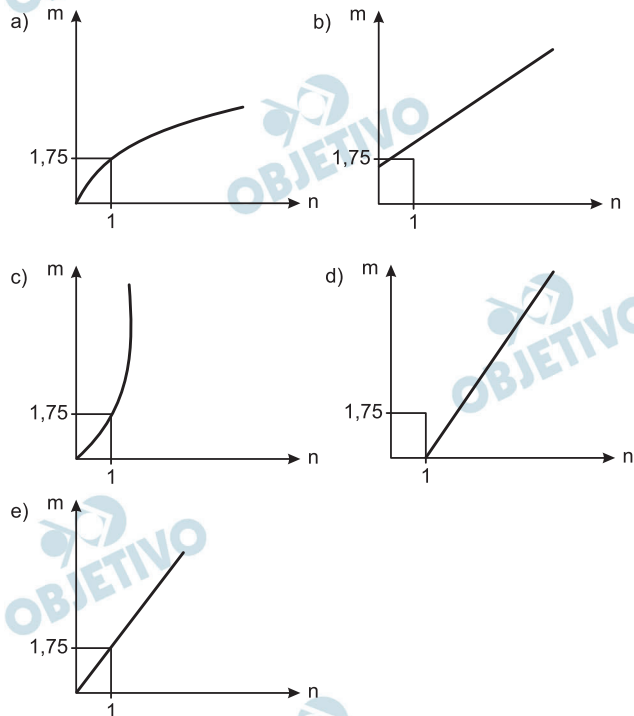 a) m
1,75
1
n
OBJETIVO
b) m
1,75
1
n
c) m
1,75
1
n
d) m
1,75
1
n
OBJETIVO
e) m
1,75
1
n
OBJETIVO